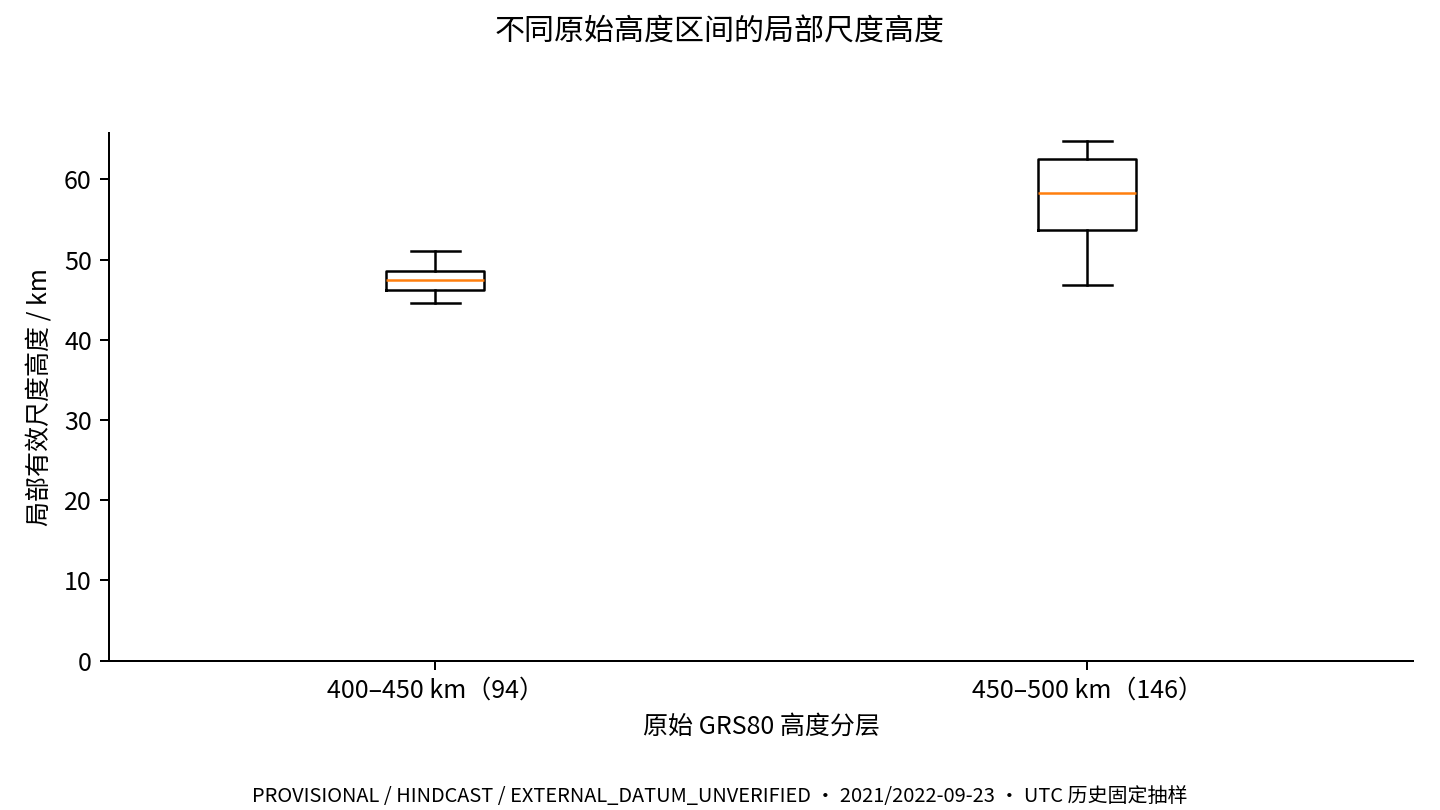 不同原始高度区间的局部尺度高度
局部有效尺度高度 / km
60
50
40
30
20
10
0
400–450 km（94）
450–500 km（146）
原始 GRS80 高度分层
PROVISIONAL / HINDCAST / EXTERNAL_DATUM_UNVERIFIED · 2021/2022-09-23 · UTC 历史固定抽样